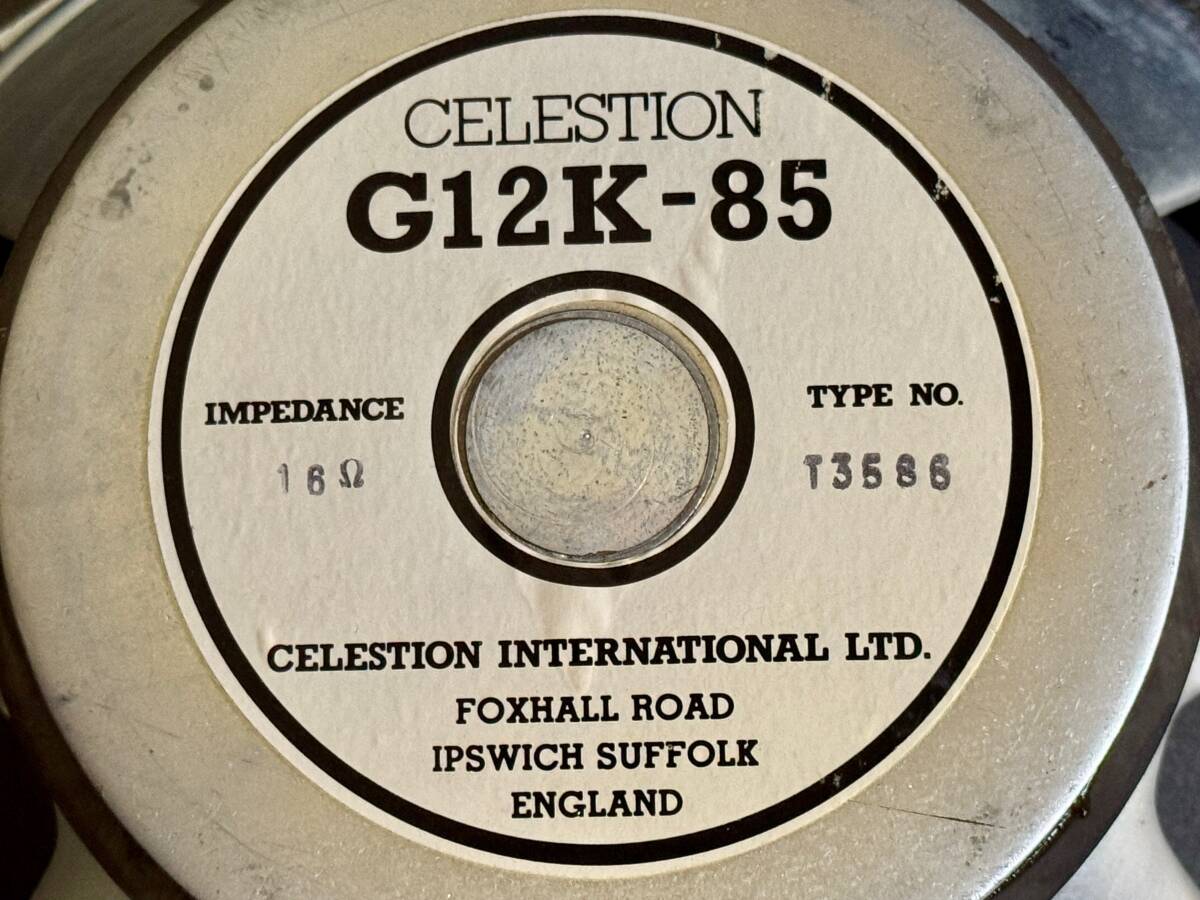 CELESTION
G12K-85
IMPEDANCE
TYPE NO.
16Ω
T3586
CELESTION INTERNATIONAL LTD.
FOXHALL ROAD
IPSWICH SUFFOLK
ENGLAND